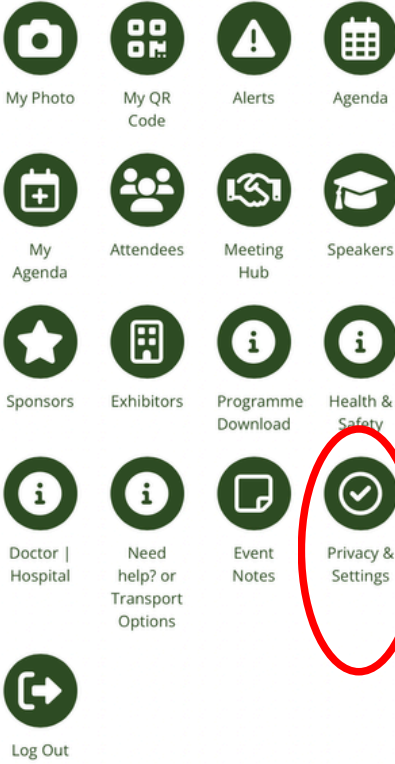 My Photo
My QR
Code
Alerts
Agenda
My
Agenda
Attendees
Meeting
Hub
Speakers
Sponsors
Exhibitors
Programme
Download
Health &
Safety
Doctor |
Hospital
Need
help? or
Transport
Options
Event
Notes
Privacy &
Settings
Log Out